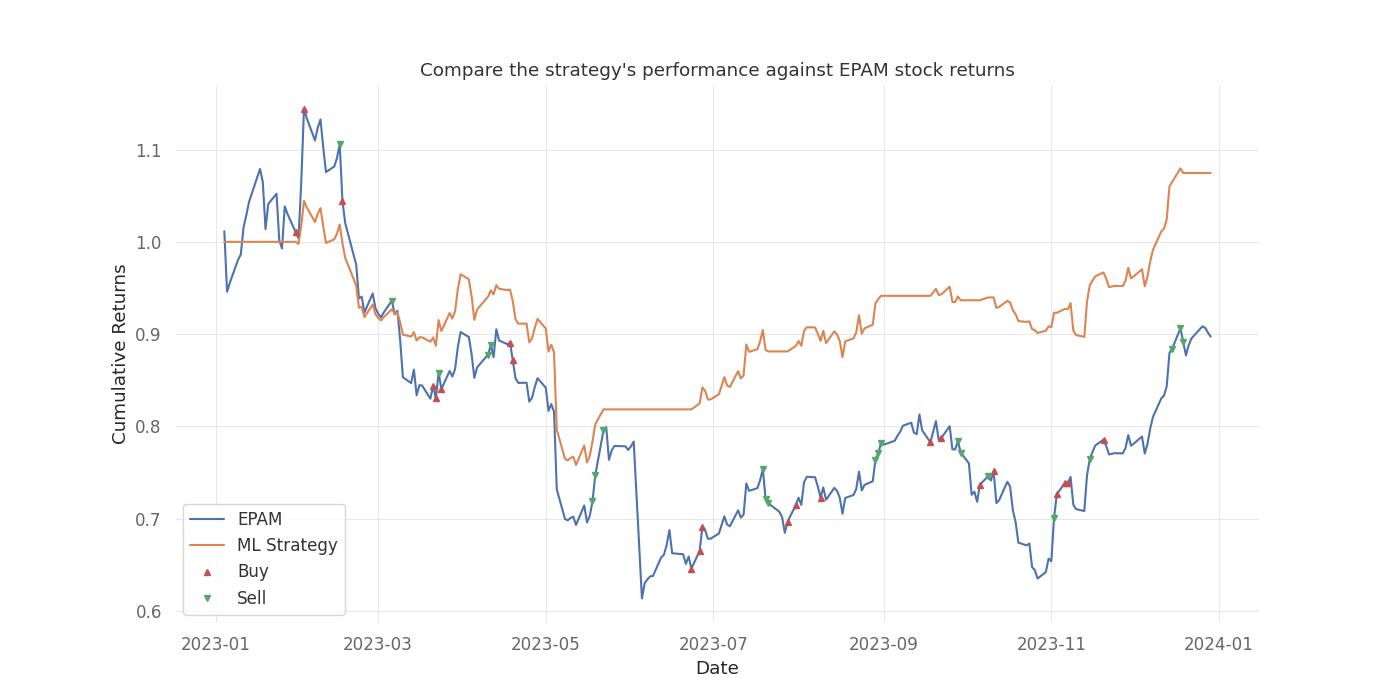 Compare the strategy's performance against EPAM stock returns
Cumulative Returns
1.1
1.0
0.9
0.8
0.7
0.6
EPAM
ML Strategy
Buy
Sell
2023-01
2023-03
2023-05
2023-07
2023-09
2023-11
2024-01
Date